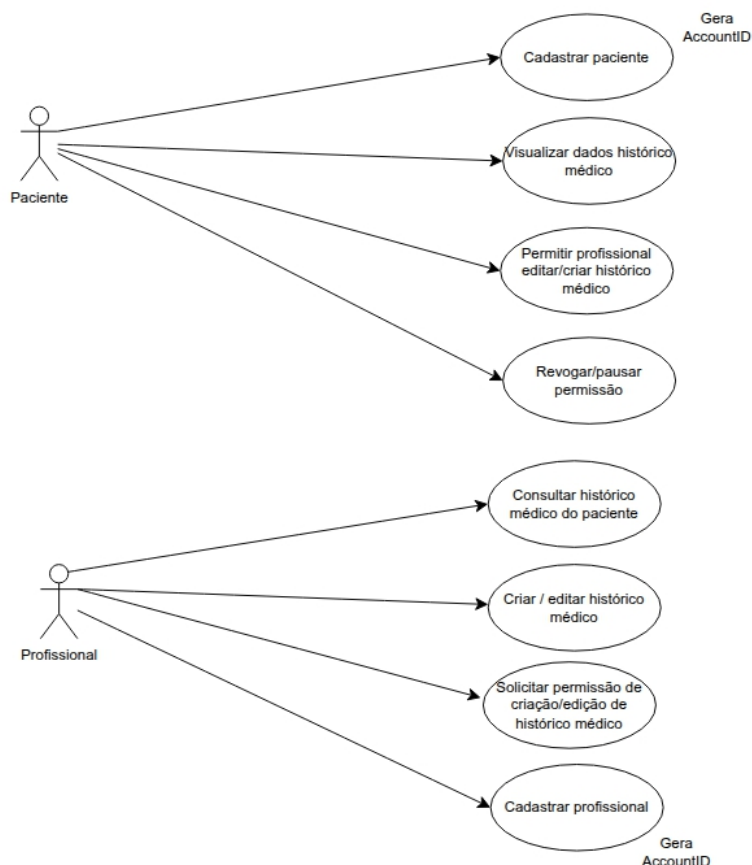 Gera
AccountID
Cadastrar paciente
Visualizar dados histórico
médico
Paciente
Permitir profissional
editar/criar histórico
médico
Revogar/pausar
permissão
Consultar histórico
médico do paciente
Criar / editar histórico
médico
Profissional
Solicitar permissão de
criação/edição de
histórico médico
Cadastrar profissional
Gera
AccountID